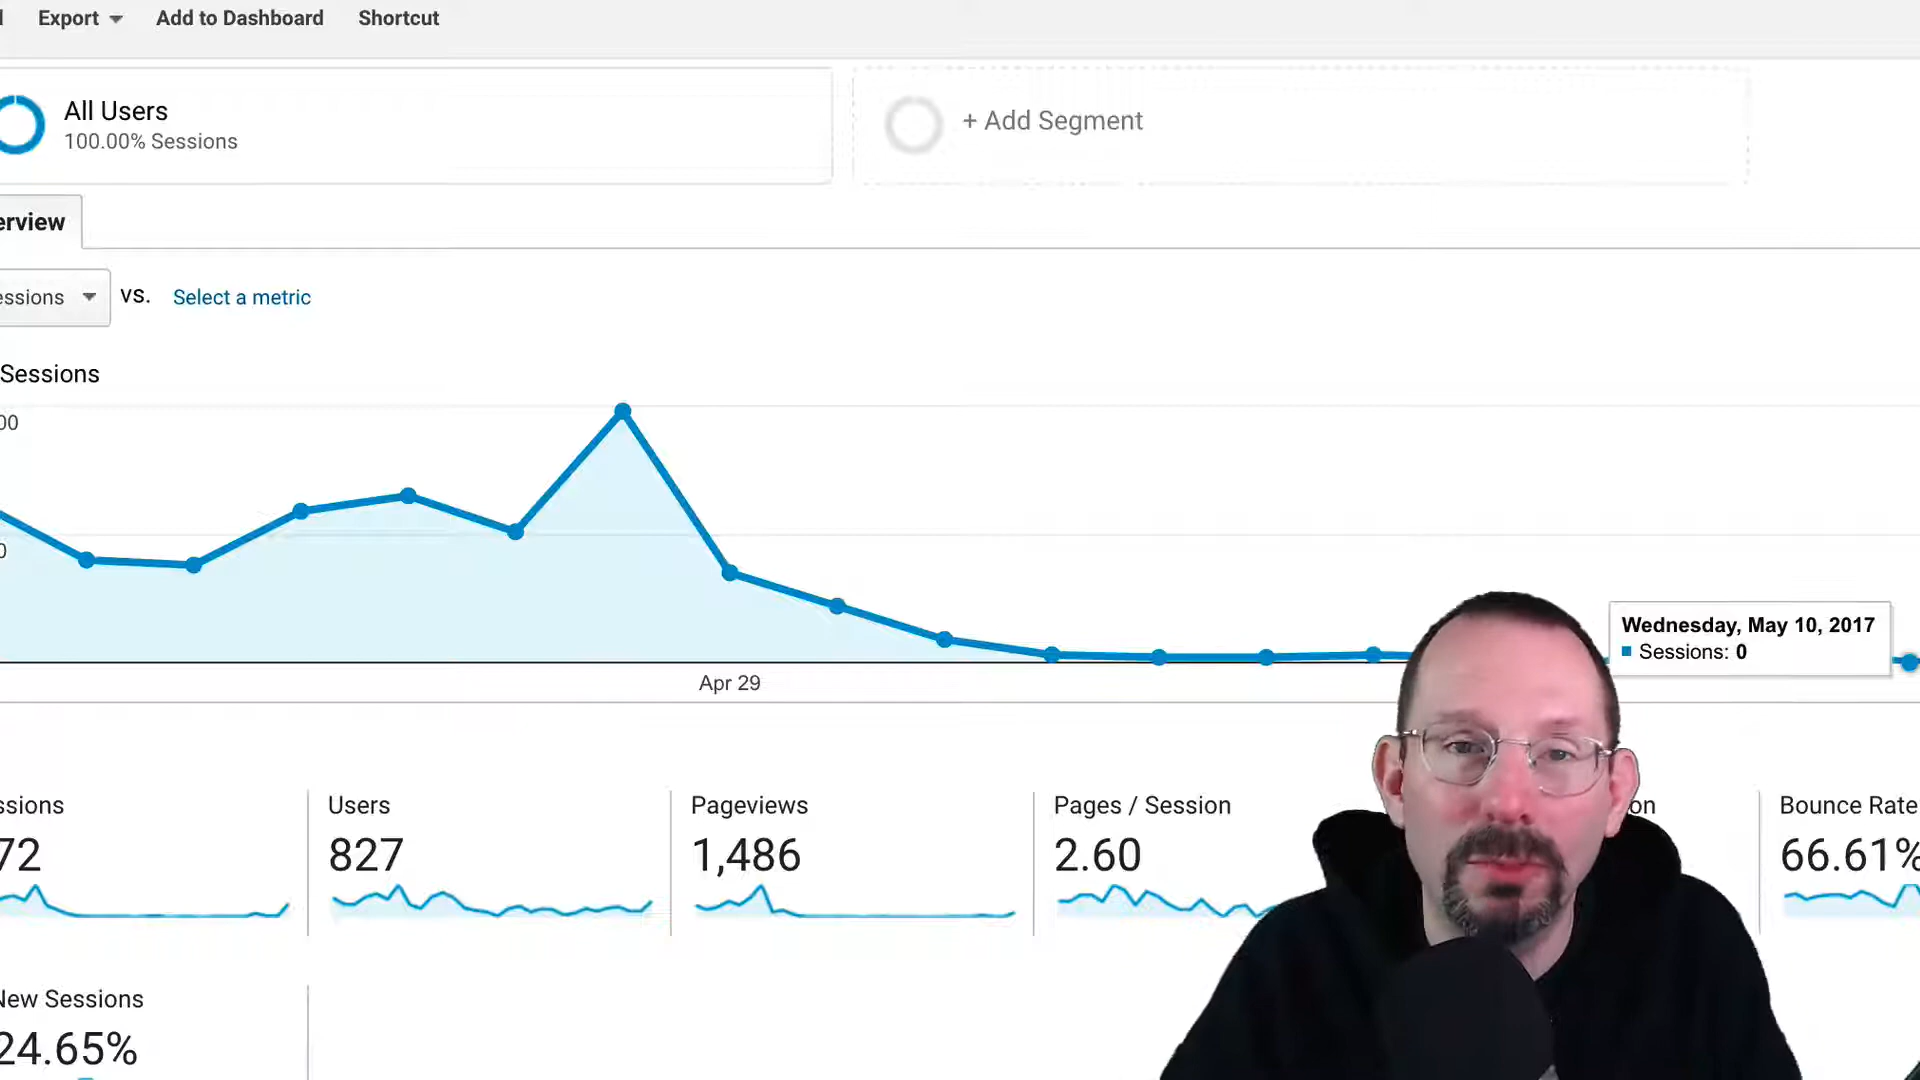 Export
Add to Dashboard
Shortcut
All Users
100.00% Sessions
+ Add Segment
erview
essions
VS.
Select a metric
Sessions
00
0
Wednesday, May 10, 2017
Sessions: 0
Apr 29
ssions
72
Users
827
Pageviews
1,486
Pages / Session
2.60
on
Bounce Rate
66.61%
New Sessions
24.65%